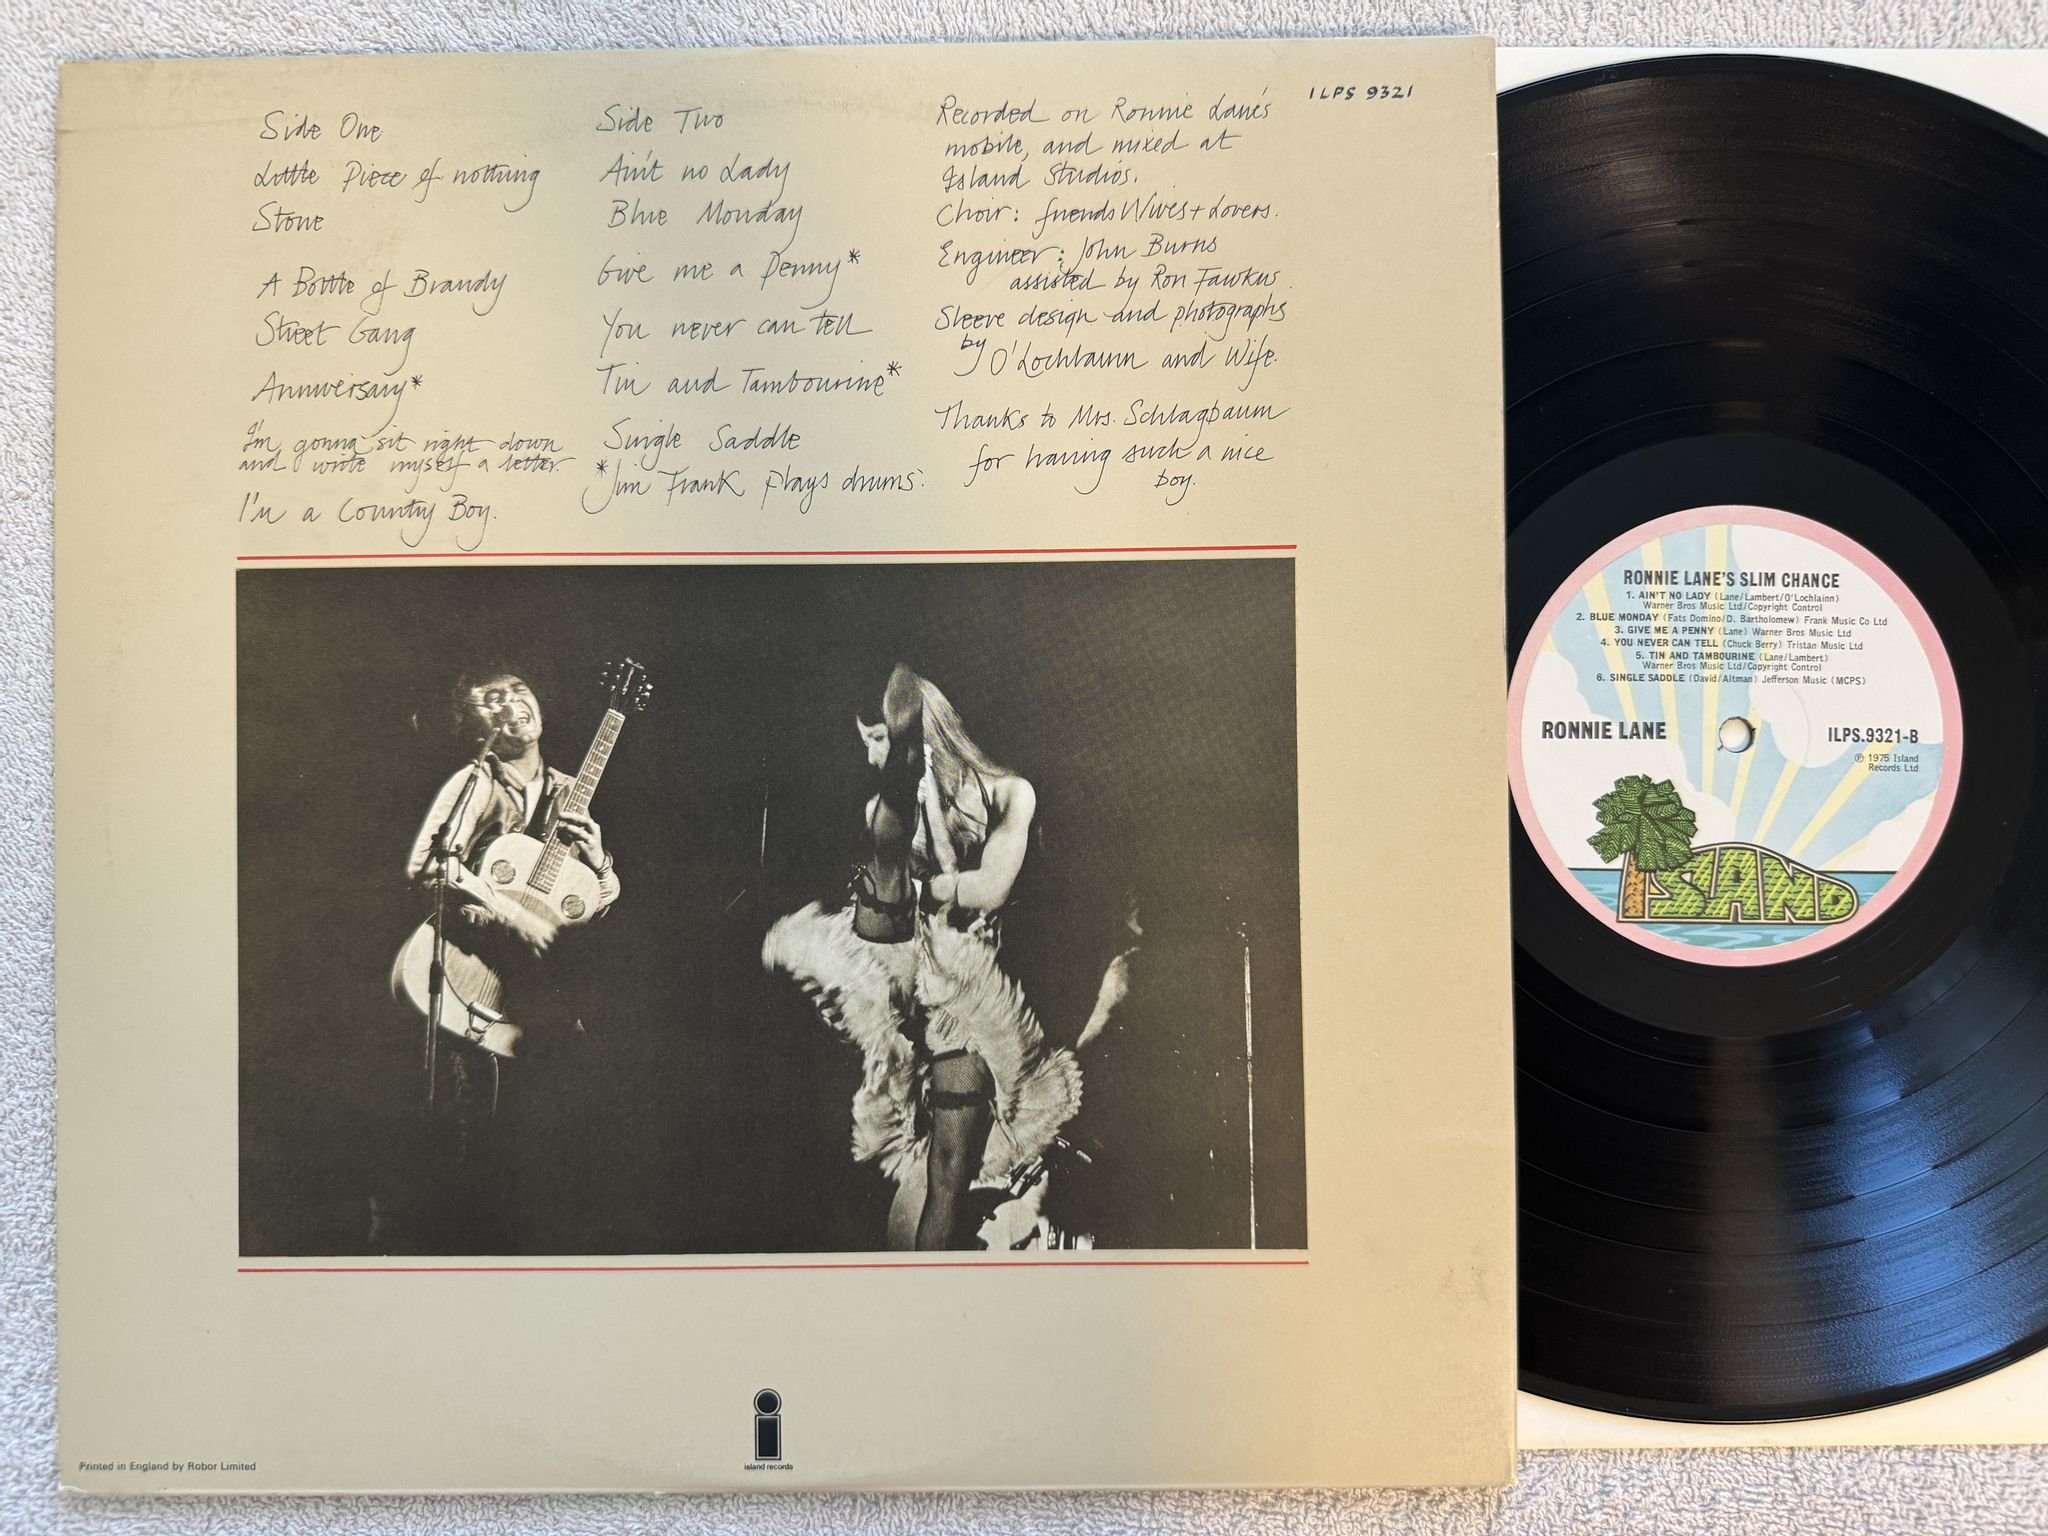 Side One
Little Piece of nothing
Stone
A Bottle of Brandy
Street Gang
Anniversary*
I'm gonna sit right down
and write myself a letter
I'm a Country Boy.
Side Two
Ain't no Lady
Blue Monday
Give me a Penny*
You never can tell
Tin and Tambourine*
Single Saddle
*Jim Frank plays drums.
Recorded on Ronnie Lane's
mobile, and mixed at
Island Studios.
Choir: friends Wives + Lovers.
Engineer: John Burns
assisted by Ron Fawkus.
Sleeve design and photographs
by O'Lochlainn and Wife.
Thanks to Mrs. Schlagbaum
for having such a nice
boy.
ILPS 9321
island records
Printed in England by Robor Limited
RONNIE LANE'S SLIM CHANCE
1. AIN'T NO LADY (Lane/Lambert/O'Lochlainn)
Warner Bros Music Ltd/Copyright Control
2. BLUE MONDAY (Fats Domino/D. Bartholomew) Frank Music Co Ltd
3. GIVE ME A PENNY (Lane) Warner Bros Music Ltd
4. YOU NEVER CAN TELL (Chuck Berry) Tristan Music Ltd
5. TIN AND TAMBOURINE (Lane/Lambert)
Warner Bros Music Ltd/Copyright Control
6. SINGLE SADDLE (David/Altman) Jefferson Music (MCPS)
RONNIE LANE
ILPS.9321-B
℗ 1975 Island
Records Ltd
ISLAND